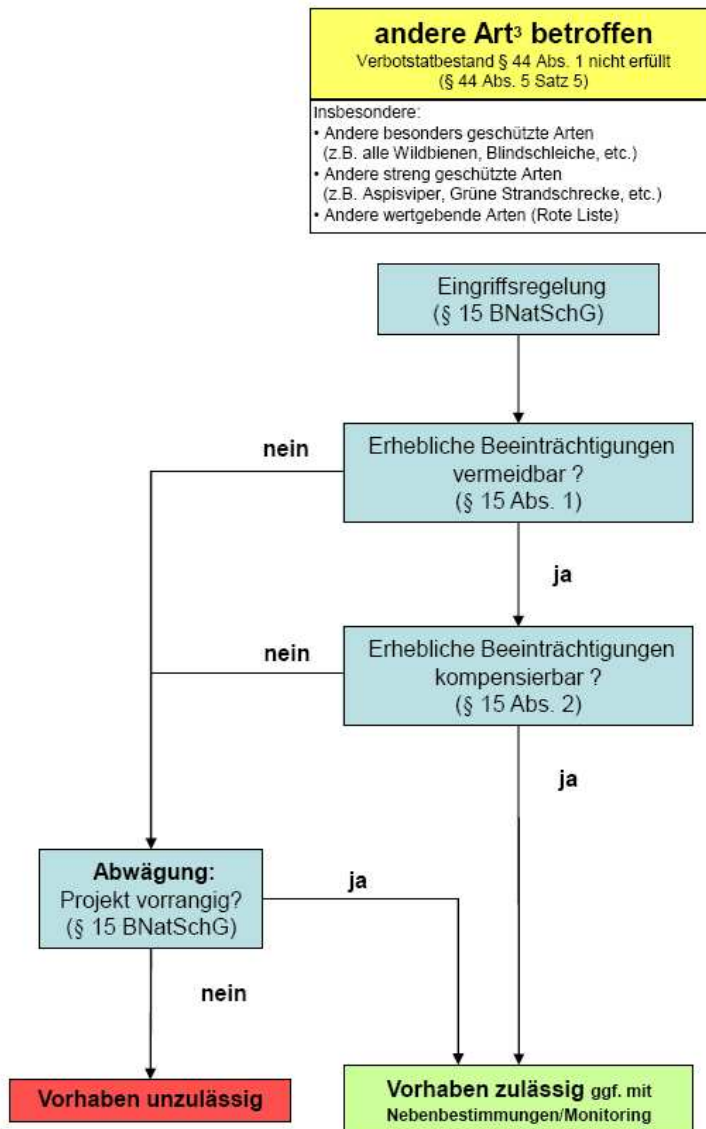 andere Art³ betroffen
Verbotstatbestand § 44 Abs. 1 nicht erfüllt
(§ 44 Abs. 5 Satz 5)
Insbesondere:
• Andere besonders geschützte Arten
(z.B. alle Wildbienen, Blindschleiche, etc.)
• Andere streng geschützte Arten
(z.B. Aspisviper, Grüne Strandschrecke, etc.)
• Andere wertgebende Arten (Rote Liste)
Eingriffsregelung
(§ 15 BNatSchG)
nein
Erhebliche Beeinträchtigungen
vermeidbar ?
(§ 15 Abs. 1)
ja
nein
Erhebliche Beeinträchtigungen
kompensierbar ?
(§ 15 Abs. 2)
ja
Abwägung:
Projekt vorrangig?
(§ 15 BNatSchG)
ja
nein
Vorhaben unzulässig
Vorhaben zulässig ggf. mit
Nebenbestimmungen/Monitoring